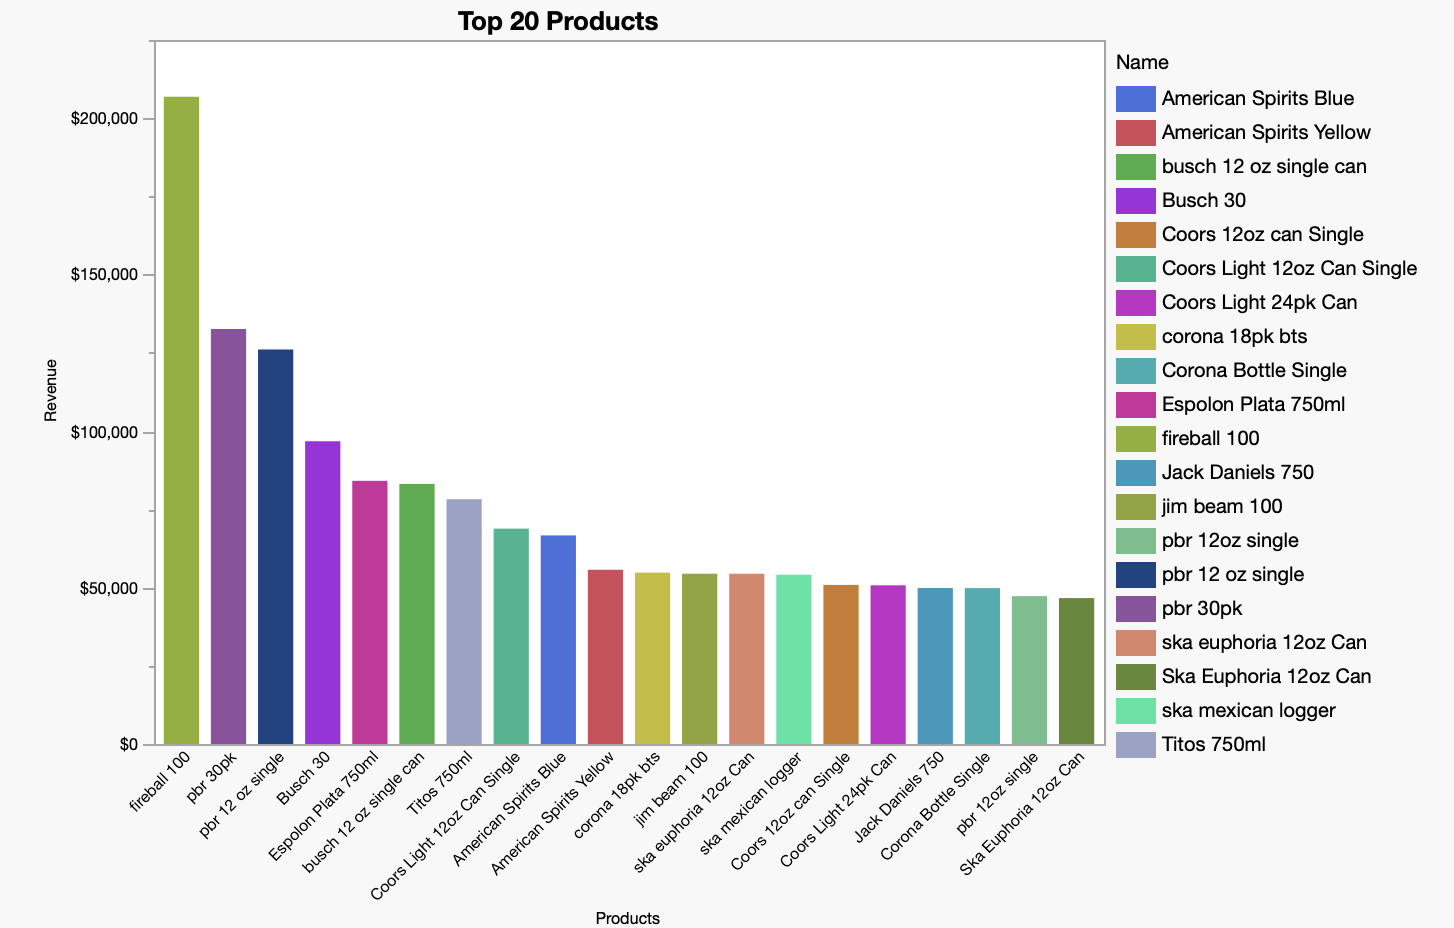 Top 20 Products
Revenue
$200,000
$150,000
$100,000
$50,000
$0
fireball 100
pbr 30pk
pbr 12 oz single
Busch 30
Espolon Plata 750ml
busch 12 oz single can
Titos 750ml
Coors Light 12oz Can Single
American Spirits Blue
American Spirits Yellow
corona 18pk bts
jim beam 100
ska euphoria 12oz Can
ska mexican logger
Coors 12oz can Single
Coors Light 24pk Can
Jack Daniels 750
Corona Bottle Single
pbr 12oz single
Ska Euphoria 12oz Can
Products
Name
American Spirits Blue
American Spirits Yellow
busch 12 oz single can
Busch 30
Coors 12oz can Single
Coors Light 12oz Can Single
Coors Light 24pk Can
corona 18pk bts
Corona Bottle Single
Espolon Plata 750ml
fireball 100
Jack Daniels 750
jim beam 100
pbr 12oz single
pbr 12 oz single
pbr 30pk
ska euphoria 12oz Can
Ska Euphoria 12oz Can
ska mexican logger
Titos 750ml